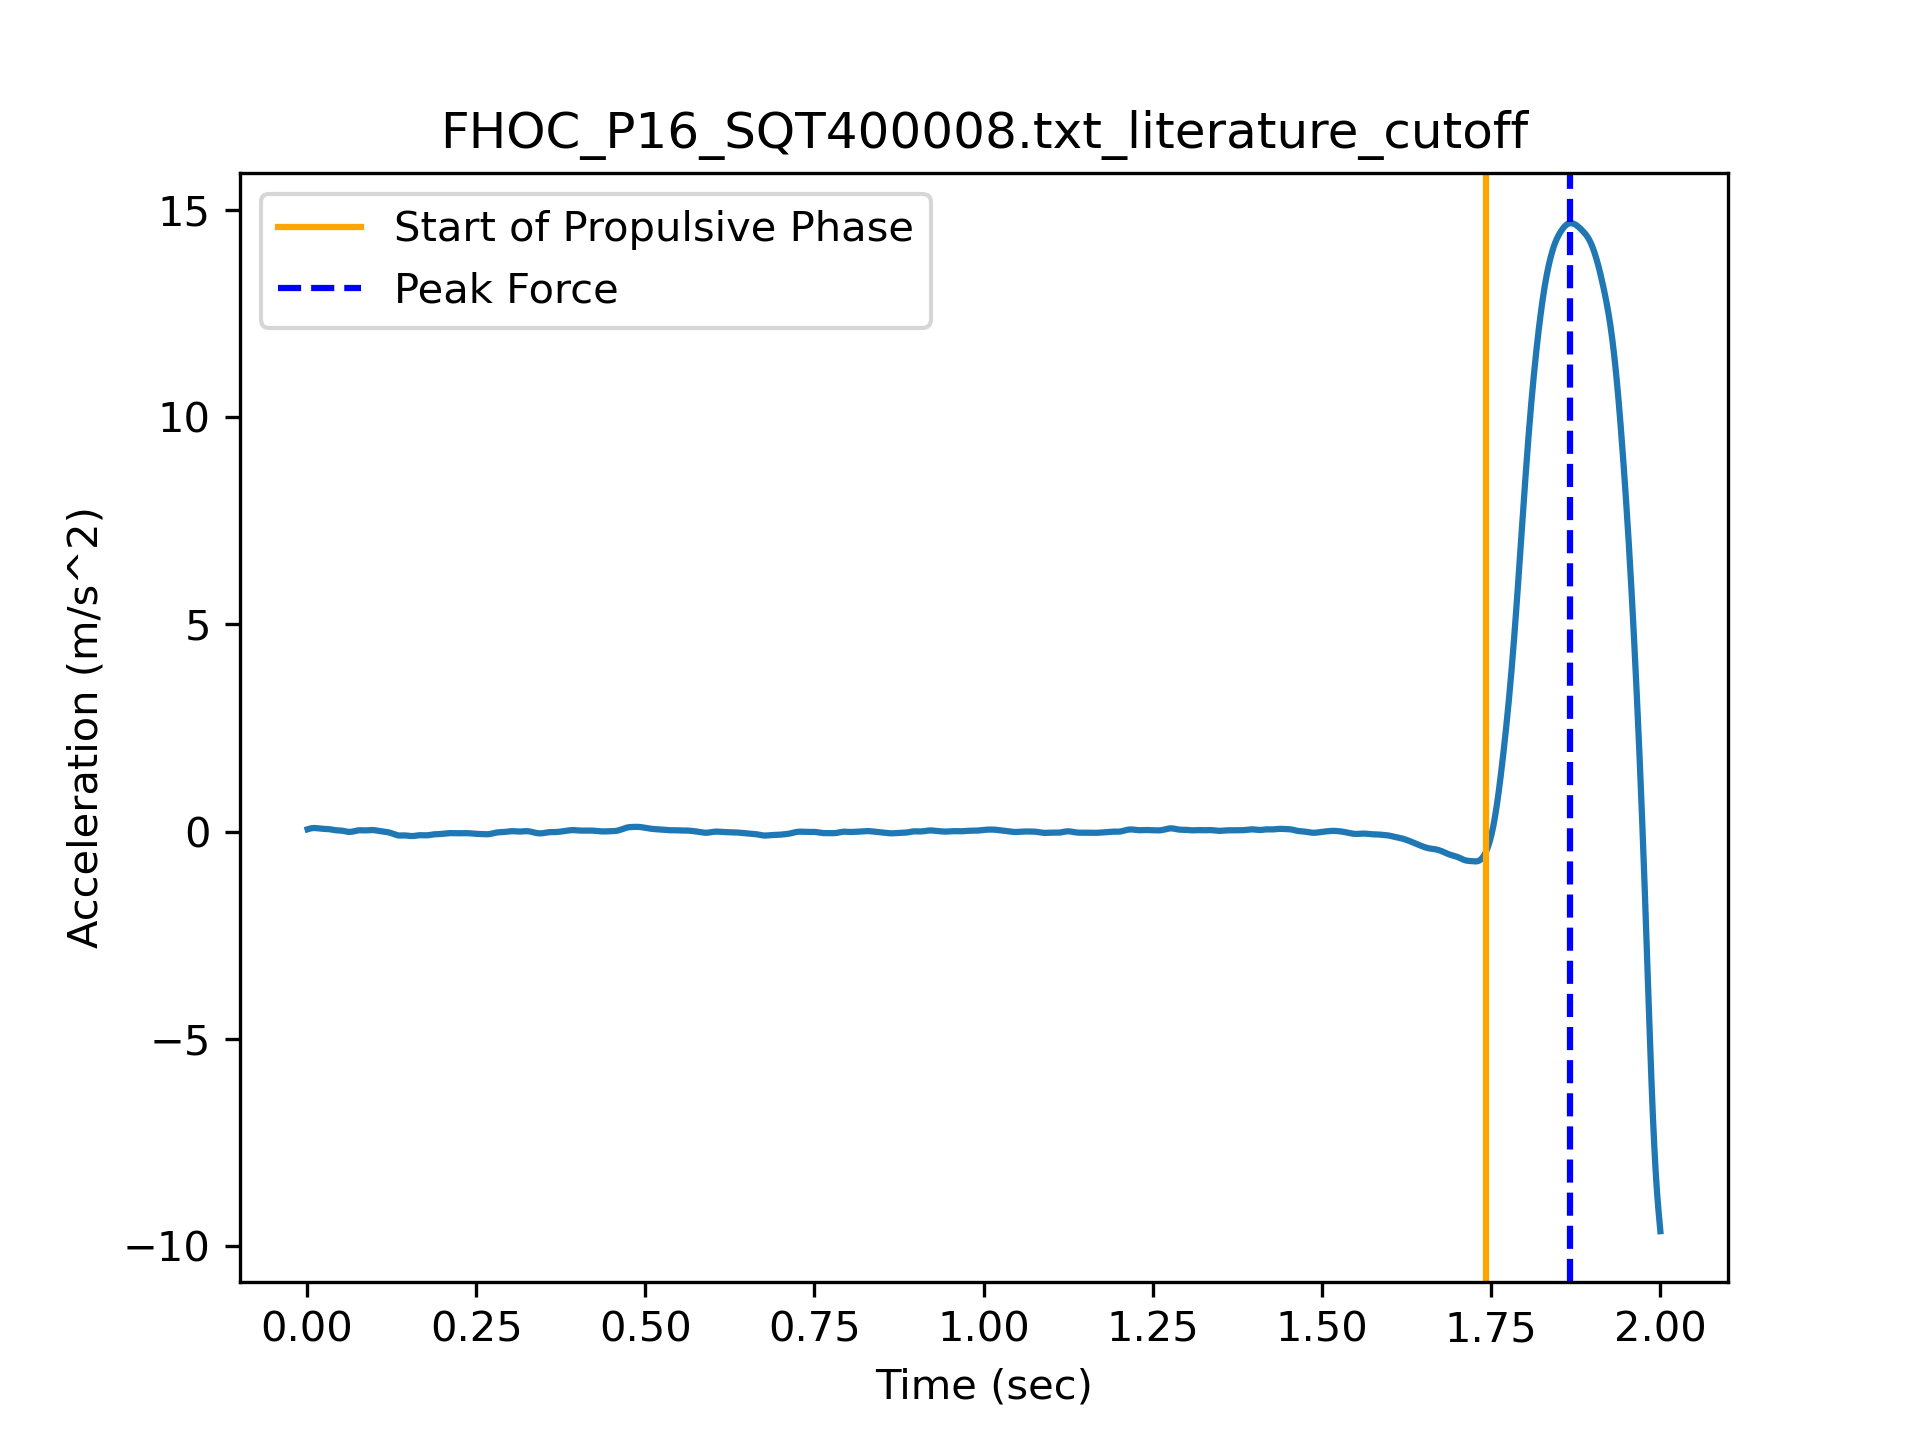 FHOC_P16_SQT400008.txt_literature_cutoff
Start of Propulsive Phase
Peak Force
15
10
5
0
−5
−10
Acceleration (m/s^2)
0.00 0.25 0.50 0.75 1.00 1.25 1.50 1.75 2.00
Time (sec)